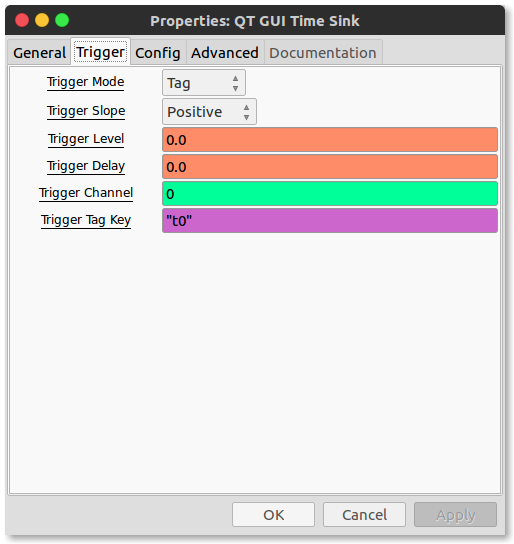 Properties: QT GUI Time Sink
General Trigger Config Advanced Documentation
Trigger Mode Tag
Trigger Slope Positive
Trigger Level 0.0
Trigger Delay 0.0
Trigger Channel 0
Trigger Tag Key "t0"
OK Cancel Apply